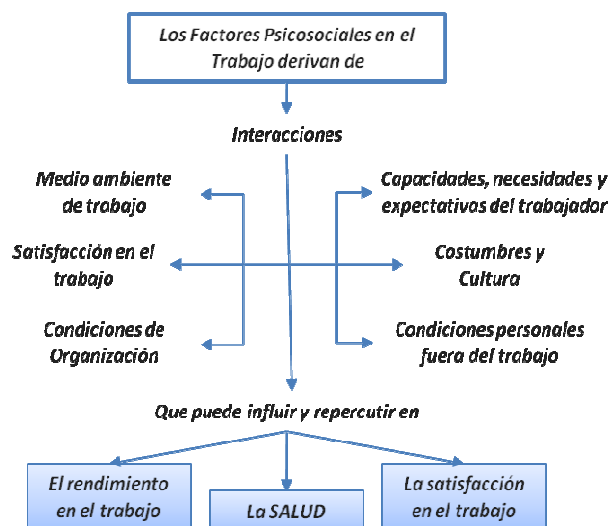 Los Factores Psicosociales en el
Trabajo derivan de
Interacciones
Medio ambiente
de trabajo
Capacidades, necesidades y
expectativas del trabajador
Satisfacción en el
trabajo
Costumbres y
Cultura
Condiciones de
Organización
Condiciones personales
fuera del trabajo
Que puede influir y repercutir en
El rendimiento
en el trabajo
La SALUD
La satisfacción
en el trabajo